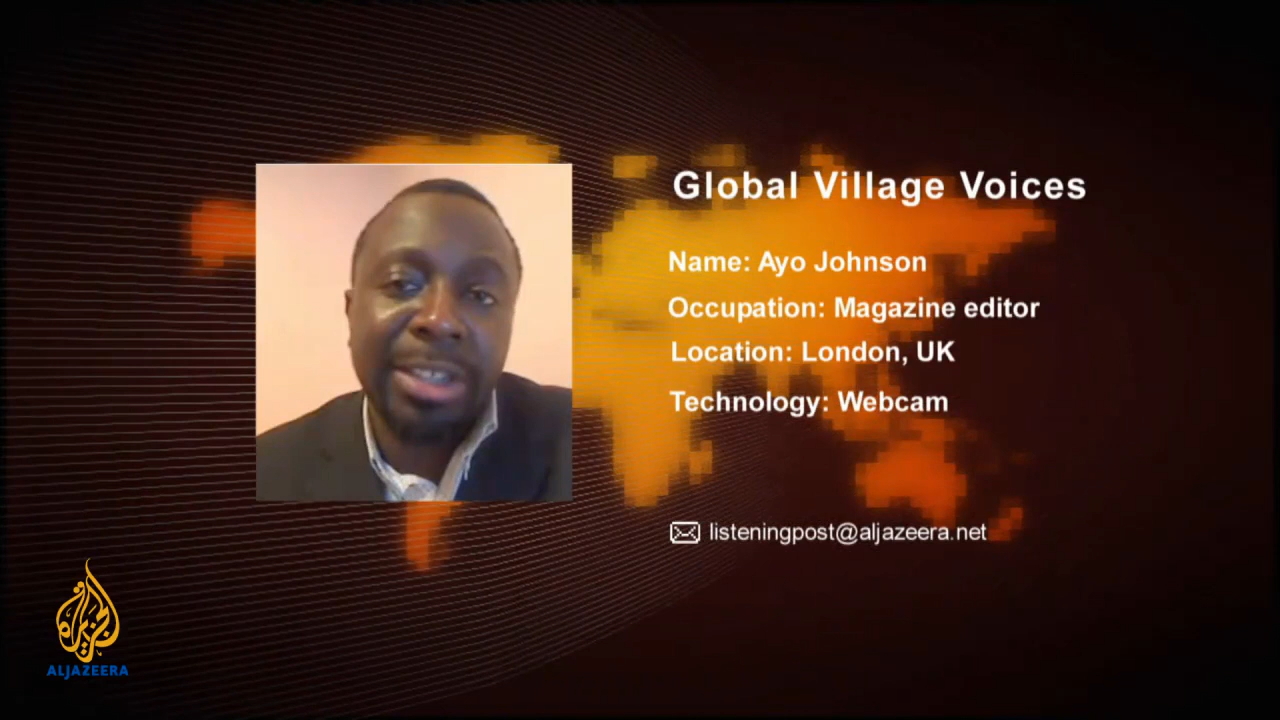 Global Village Voices
Name: Ayo Johnson
Occupation: Magazine editor
Location: London, UK
Technology: Webcam
listeningpost@aljazeera.net
الجزيرة
ALJAZEERA